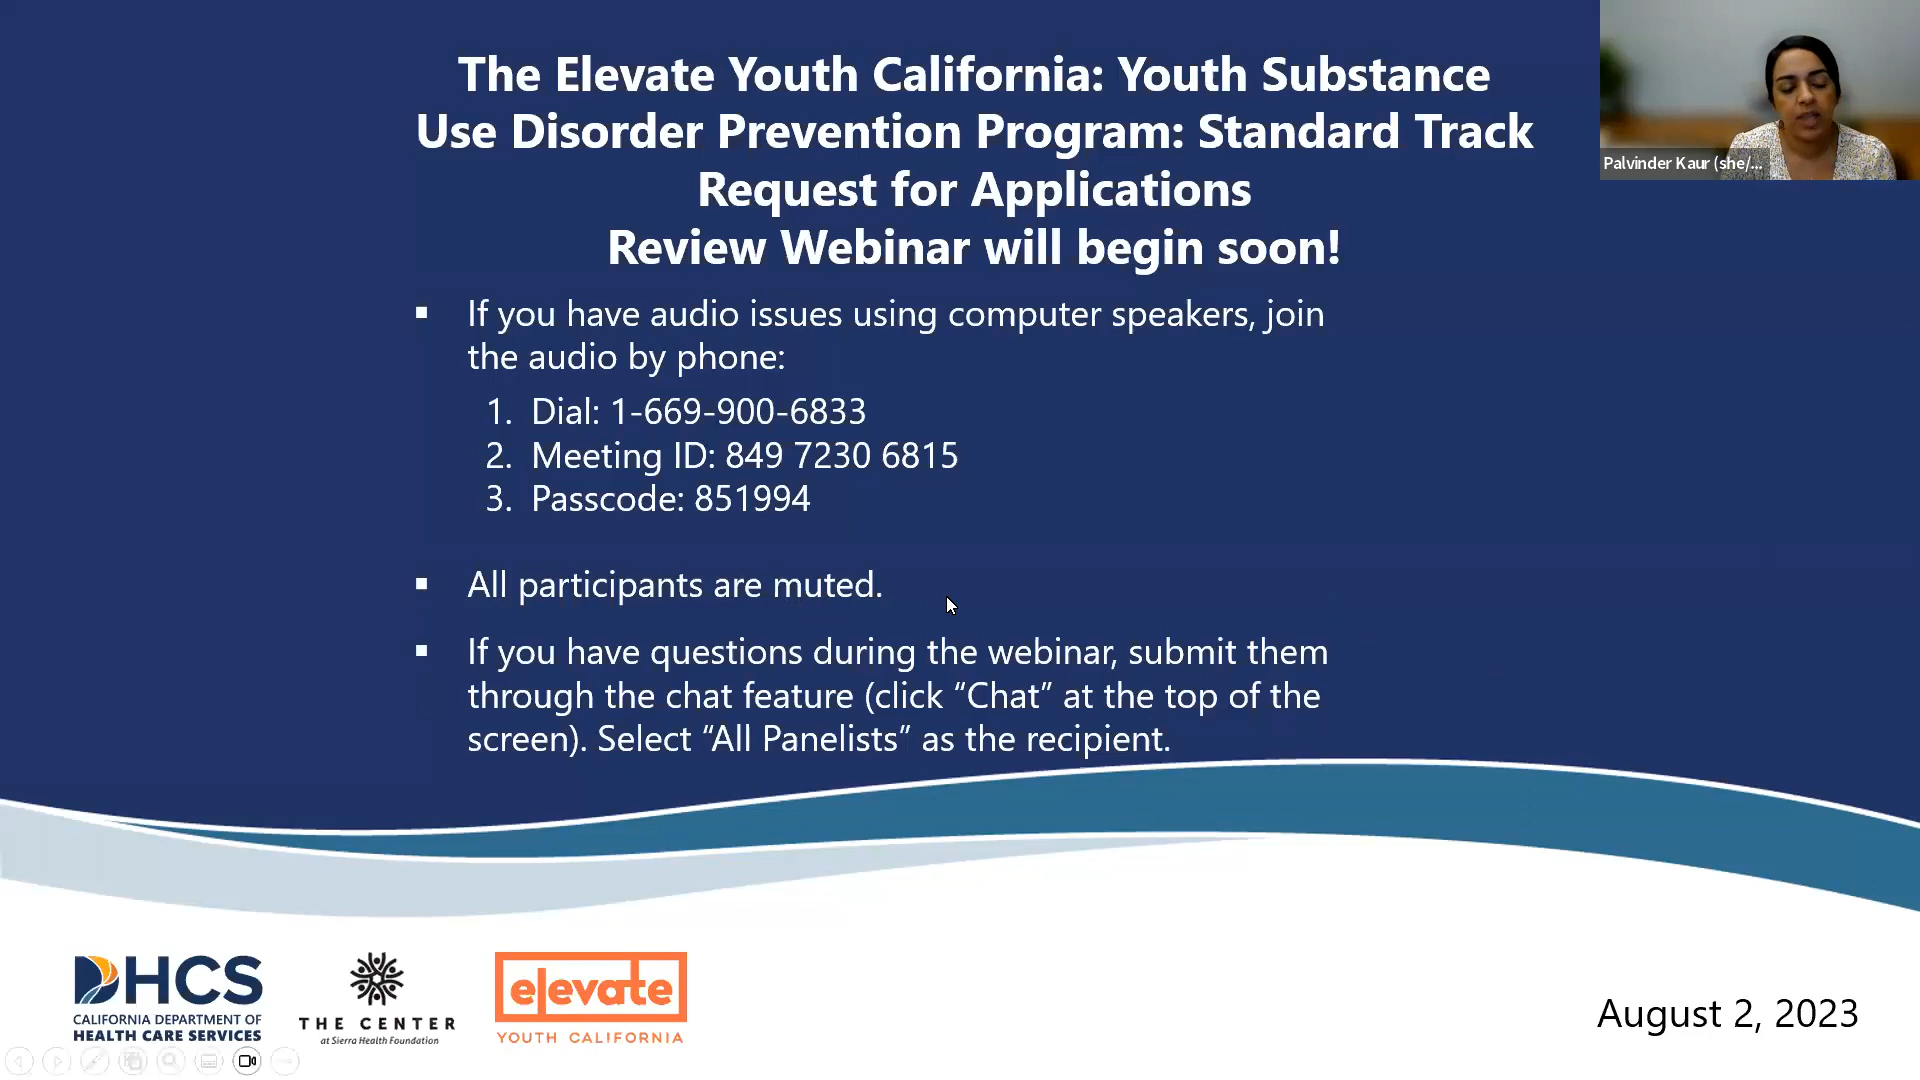 The Elevate Youth California: Youth Substance
Use Disorder Prevention Program: Standard Track
Request for Applications
Review Webinar will begin soon!
Palvinder Kaur (she/...
▪ If you have audio issues using computer speakers, join
the audio by phone:
1. Dial: 1-669-900-6833
2. Meeting ID: 849 7230 6815
3. Passcode: 851994
▪ All participants are muted.
▪ If you have questions during the webinar, submit them
through the chat feature (click “Chat” at the top of the
screen). Select “All Panelists” as the recipient.
DHCS
CALIFORNIA DEPARTMENT OF
HEALTH CARE SERVICES
THE CENTER
at Sierra Health Foundation
elevate
YOUTH CALIFORNIA
August 2, 2023